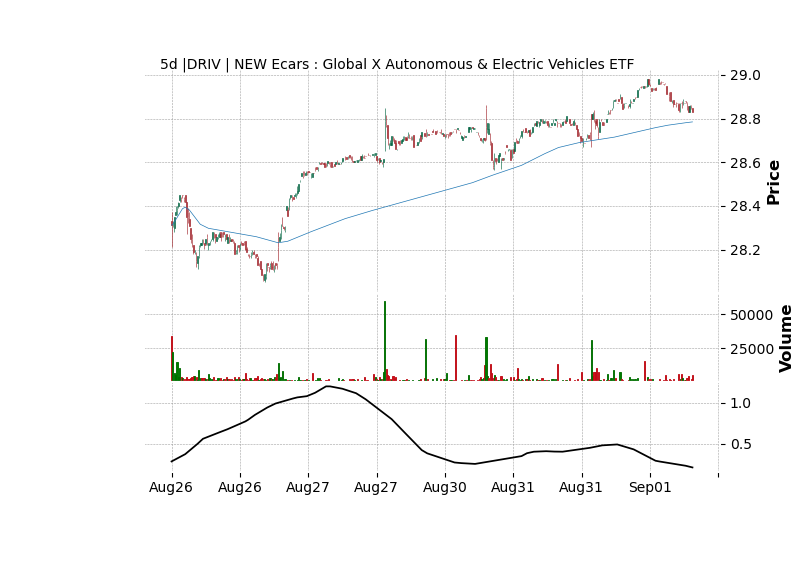 5d |DRIV | NEW Ecars : Global X Autonomous & Electric Vehicles ETF
29.0
28.8
28.6
28.4
28.2
Price
50000
25000
Volume
1.0
0.5
Aug26 Aug26 Aug27 Aug27 Aug30 Aug31 Aug31 Sep01